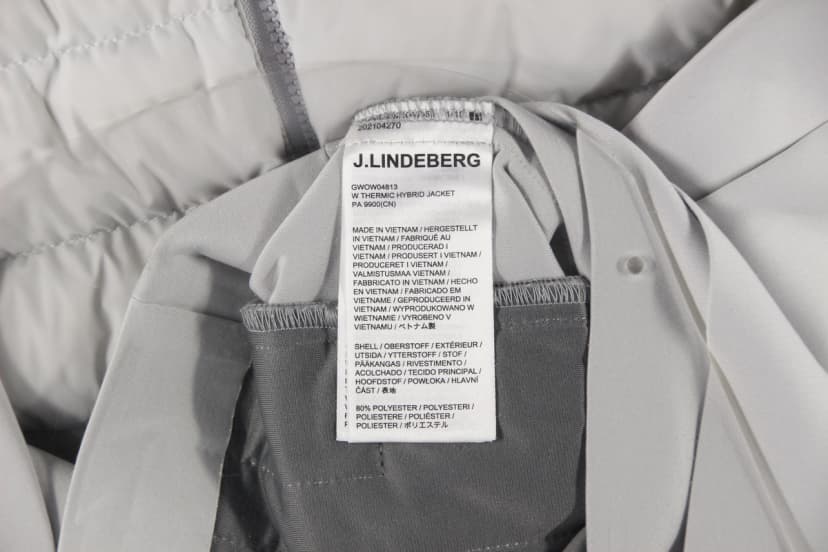 202104270
J.LINDEBERG
GWOW04813
W THERMIC HYBRID JACKET
PA 9900(CN)
MADE IN VIETNAM / HERGESTELLT
IN VIETNAM / FABRIQUÉ AU
VIETNAM / PRODUCERAD I
VIETNAM / PRODUSERT I VIETNAM /
PRODUCERET I VIETNAM /
VALMISTUSMAA VIETNAM /
FABBRICATO IN VIETNAM / HECHO
EN VIETNAM / FABRICADO EM
VIETNAME / GEPRODUCEERD IN
VIETNAM / WYPRODUKOWANO W
WIETNAMIE / VYROBENO V
VIETNAMU / ベトナム製
SHELL / OBERSTOFF / EXTÉRIEUR /
UTSIDA / YTTERSTOFF / STOF /
PÄÄKANGAS / RIVESTIMENTO /
ACOLCHADO / TECIDO PRINCIPAL /
HOOFDSTOF / POWŁOKA / HLAVNÍ
ČÁST / 表地
80% POLYESTER / POLYESTERI /
POLIESTERE / POLIÉSTER /
POLIESTER / ポリエステル